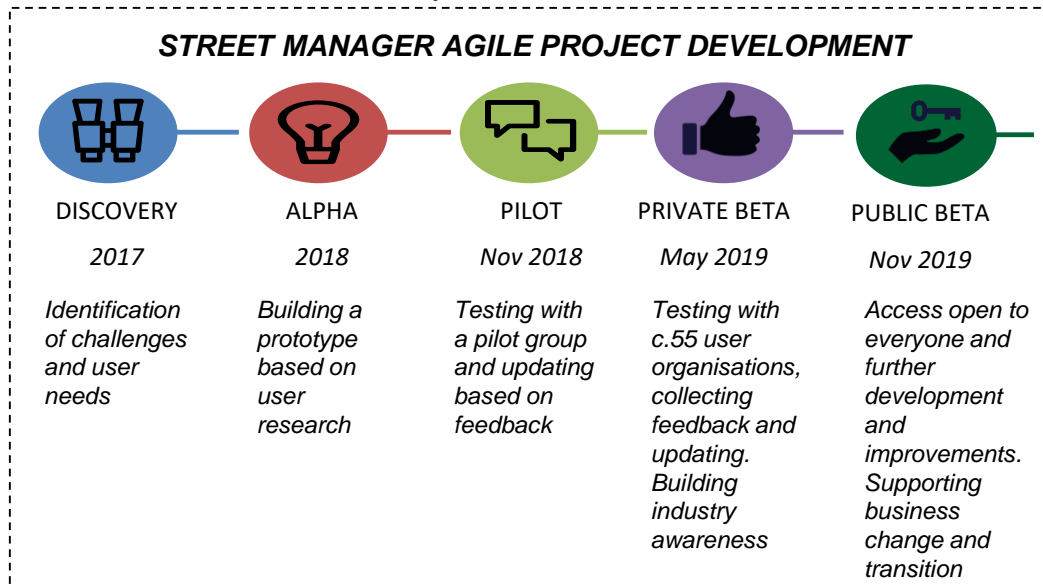 STREET MANAGER AGILE PROJECT DEVELOPMENT
DISCOVERY
2017
Identification
of challenges
and user
needs
ALPHA
2018
Building a
prototype
based on
user
research
PILOT
Nov 2018
Testing with
a pilot group
and updating
based on
feedback
PRIVATE BETA
May 2019
Testing with
c.55 user
organisations,
collecting
feedback and
updating.
Building
industry
awareness
PUBLIC BETA
Nov 2019
Access open to
everyone and
further
development
and
improvements.
Supporting
business
change and
transition